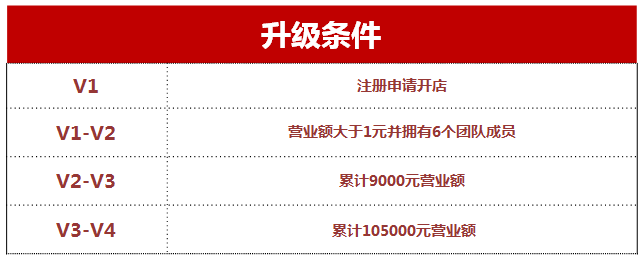 升级条件
V1 注册申请开店
V1-V2 营业额大于1元并拥有6个团队成员
V2-V3 累计9000元营业额
V3-V4 累计105000元营业额